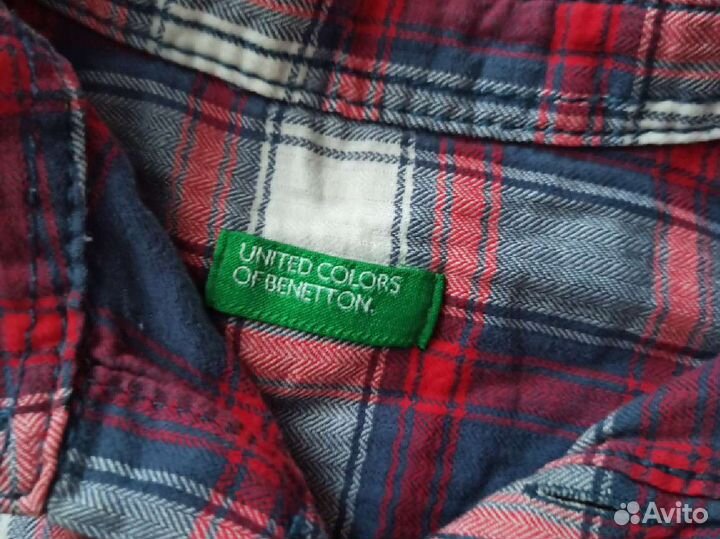 UNITED COLORS
OF BENETTON.
Avito